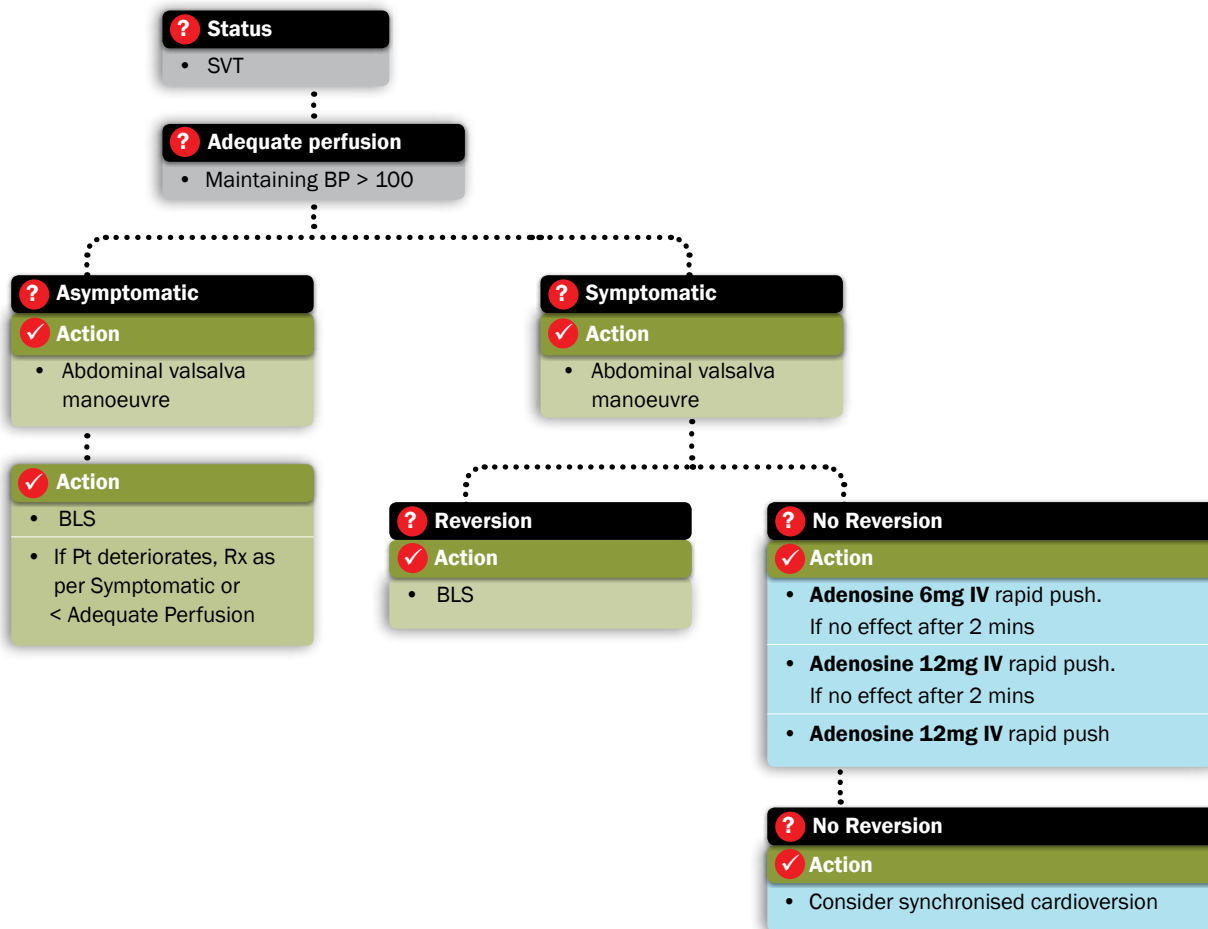 ? Status
• SVT
? Adequate perfusion
• Maintaining BP > 100
? Asymptomatic
✓ Action
• Abdominal valsalva
manoeuvre
✓ Action
• BLS
• If Pt deteriorates, Rx as
per Symptomatic or
< Adequate Perfusion
? Symptomatic
✓ Action
• Abdominal valsalva
manoeuvre
? Reversion
✓ Action
• BLS
? No Reversion
✓ Action
• Adenosine 6mg IV rapid push.
If no effect after 2 mins
• Adenosine 12mg IV rapid push.
If no effect after 2 mins
• Adenosine 12mg IV rapid push
? No Reversion
✓ Action
• Consider synchronised cardioversion